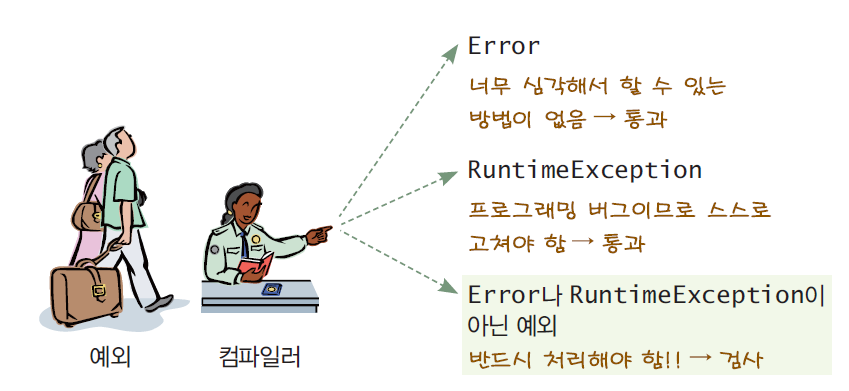 Error
너무 심각해서 할 수 있는
방법이 없음 → 통과
RuntimeException
프로그래밍 버그이므로 스스로
고쳐야 함 → 통과
Error나 RuntimeException이
아닌 예외
반드시 처리해야 함!! → 검사
예외
컴파일러